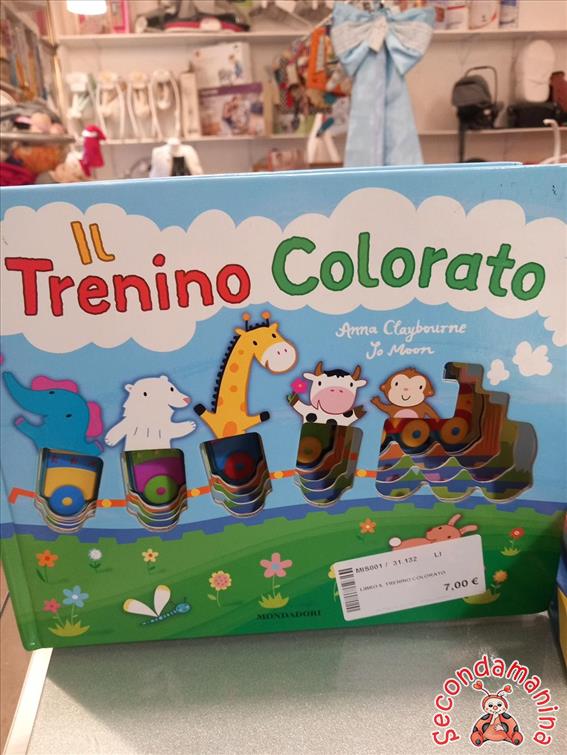 Il
Trenino Colorato
Anna Claybourne
Jo Moon
MIS001 / 31.132 LI
LIBRO IL TRENINO COLORATO
7,00 €
MONDADORI
Secondamanina